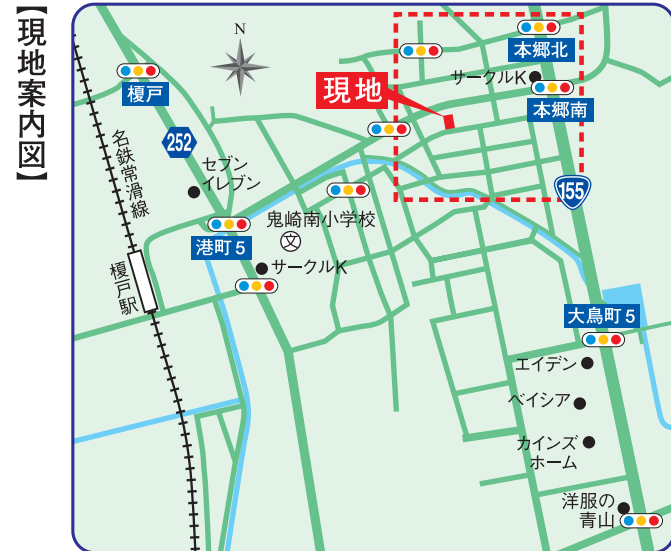 【現地案内図】
N
本郷北
サークルK
榎戸
現地
本郷南
252
名鉄常滑線
セブン
イレブン
155
鬼崎南小学校
文
港町5
サークルK
榎戸駅
大鳥町5
エイデン
ベイシア
カインズ
ホーム
洋服の
青山